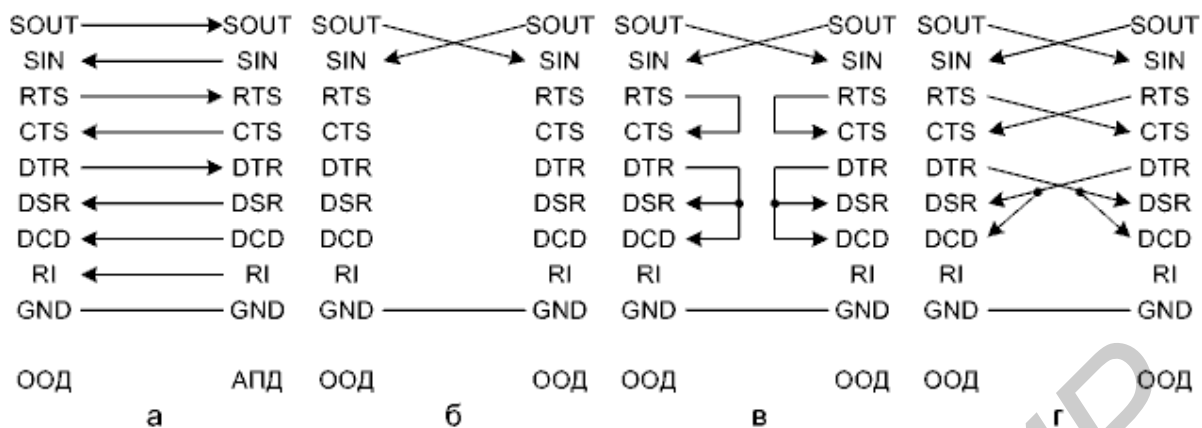 SOUT SOUT SOUT SOUT SOUT SOUT SOUT SOUT
SIN SIN SIN SIN SIN SIN SIN SIN
RTS RTS RTS RTS RTS RTS RTS RTS
CTS CTS CTS CTS CTS CTS CTS CTS
DTR DTR DTR DTR DTR DTR DTR DTR
DSR DSR DSR DSR DSR DSR DSR DSR
DCD DCD DCD DCD DCD DCD DCD DCD
RI RI RI RI RI RI RI RI
GND GND GND GND GND GND GND GND
ООД АПД ООД ООД ООД ООД ООД ООД
а б в г